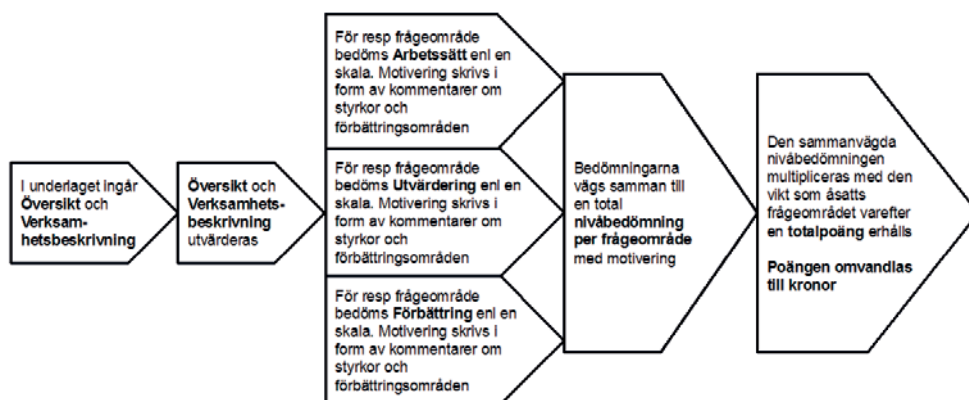 I underlaget ingår
Översikt och
Verksam-
hetsbeskrivning
Översikt och
Verksamhets-
beskrivning
utvärderas
För resp frågeområde
bedöms Arbetssätt enl en
skala. Motivering skrivs i
form av kommentarer om
styrkor och
förbättringsområden
För resp frågeområde
bedöms Utvärdering enl en
skala. Motivering skrivs i
form av kommentarer om
styrkor och
förbättringsområden
För resp frågeområde
bedöms Förbättring enl en
skala. Motivering skrivs i
form av kommentarer om
styrkor och
förbättringsområden
Bedömningarna
vägs samman till
en total
nivåbedömning
per frågeområde
med motivering
Den sammanvägda
nivåbedömningen
multipliceras med den
vikt som åsatts
frågeområdet varefter
en totalpoäng erhålls
Poängen omvandlas
till kronor